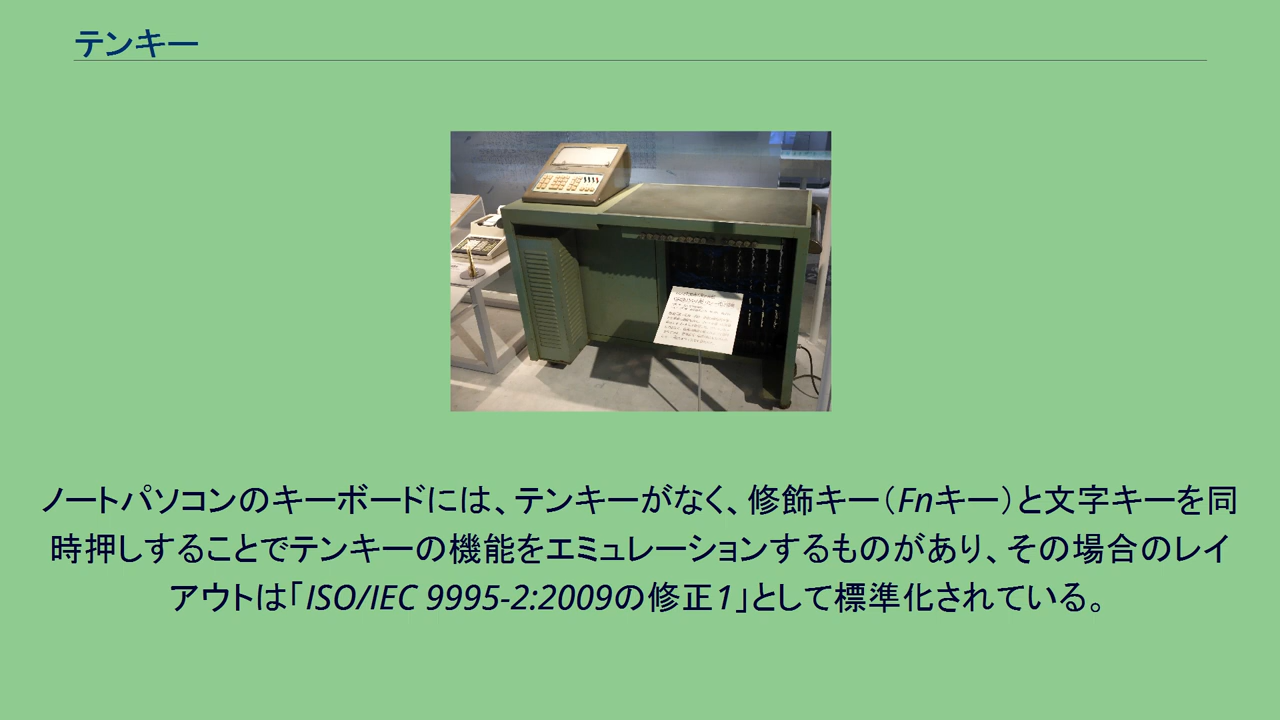 テンキー
ノートパソコンのキーボードには、テンキーがなく、修飾キー（Fnキー）と文字キーを同
時押しすることでテンキーの機能をエミュレーションするものがあり、その場合のレイ
アウトは「ISO/IEC 9995-2:2009の修正1」として標準化されている。